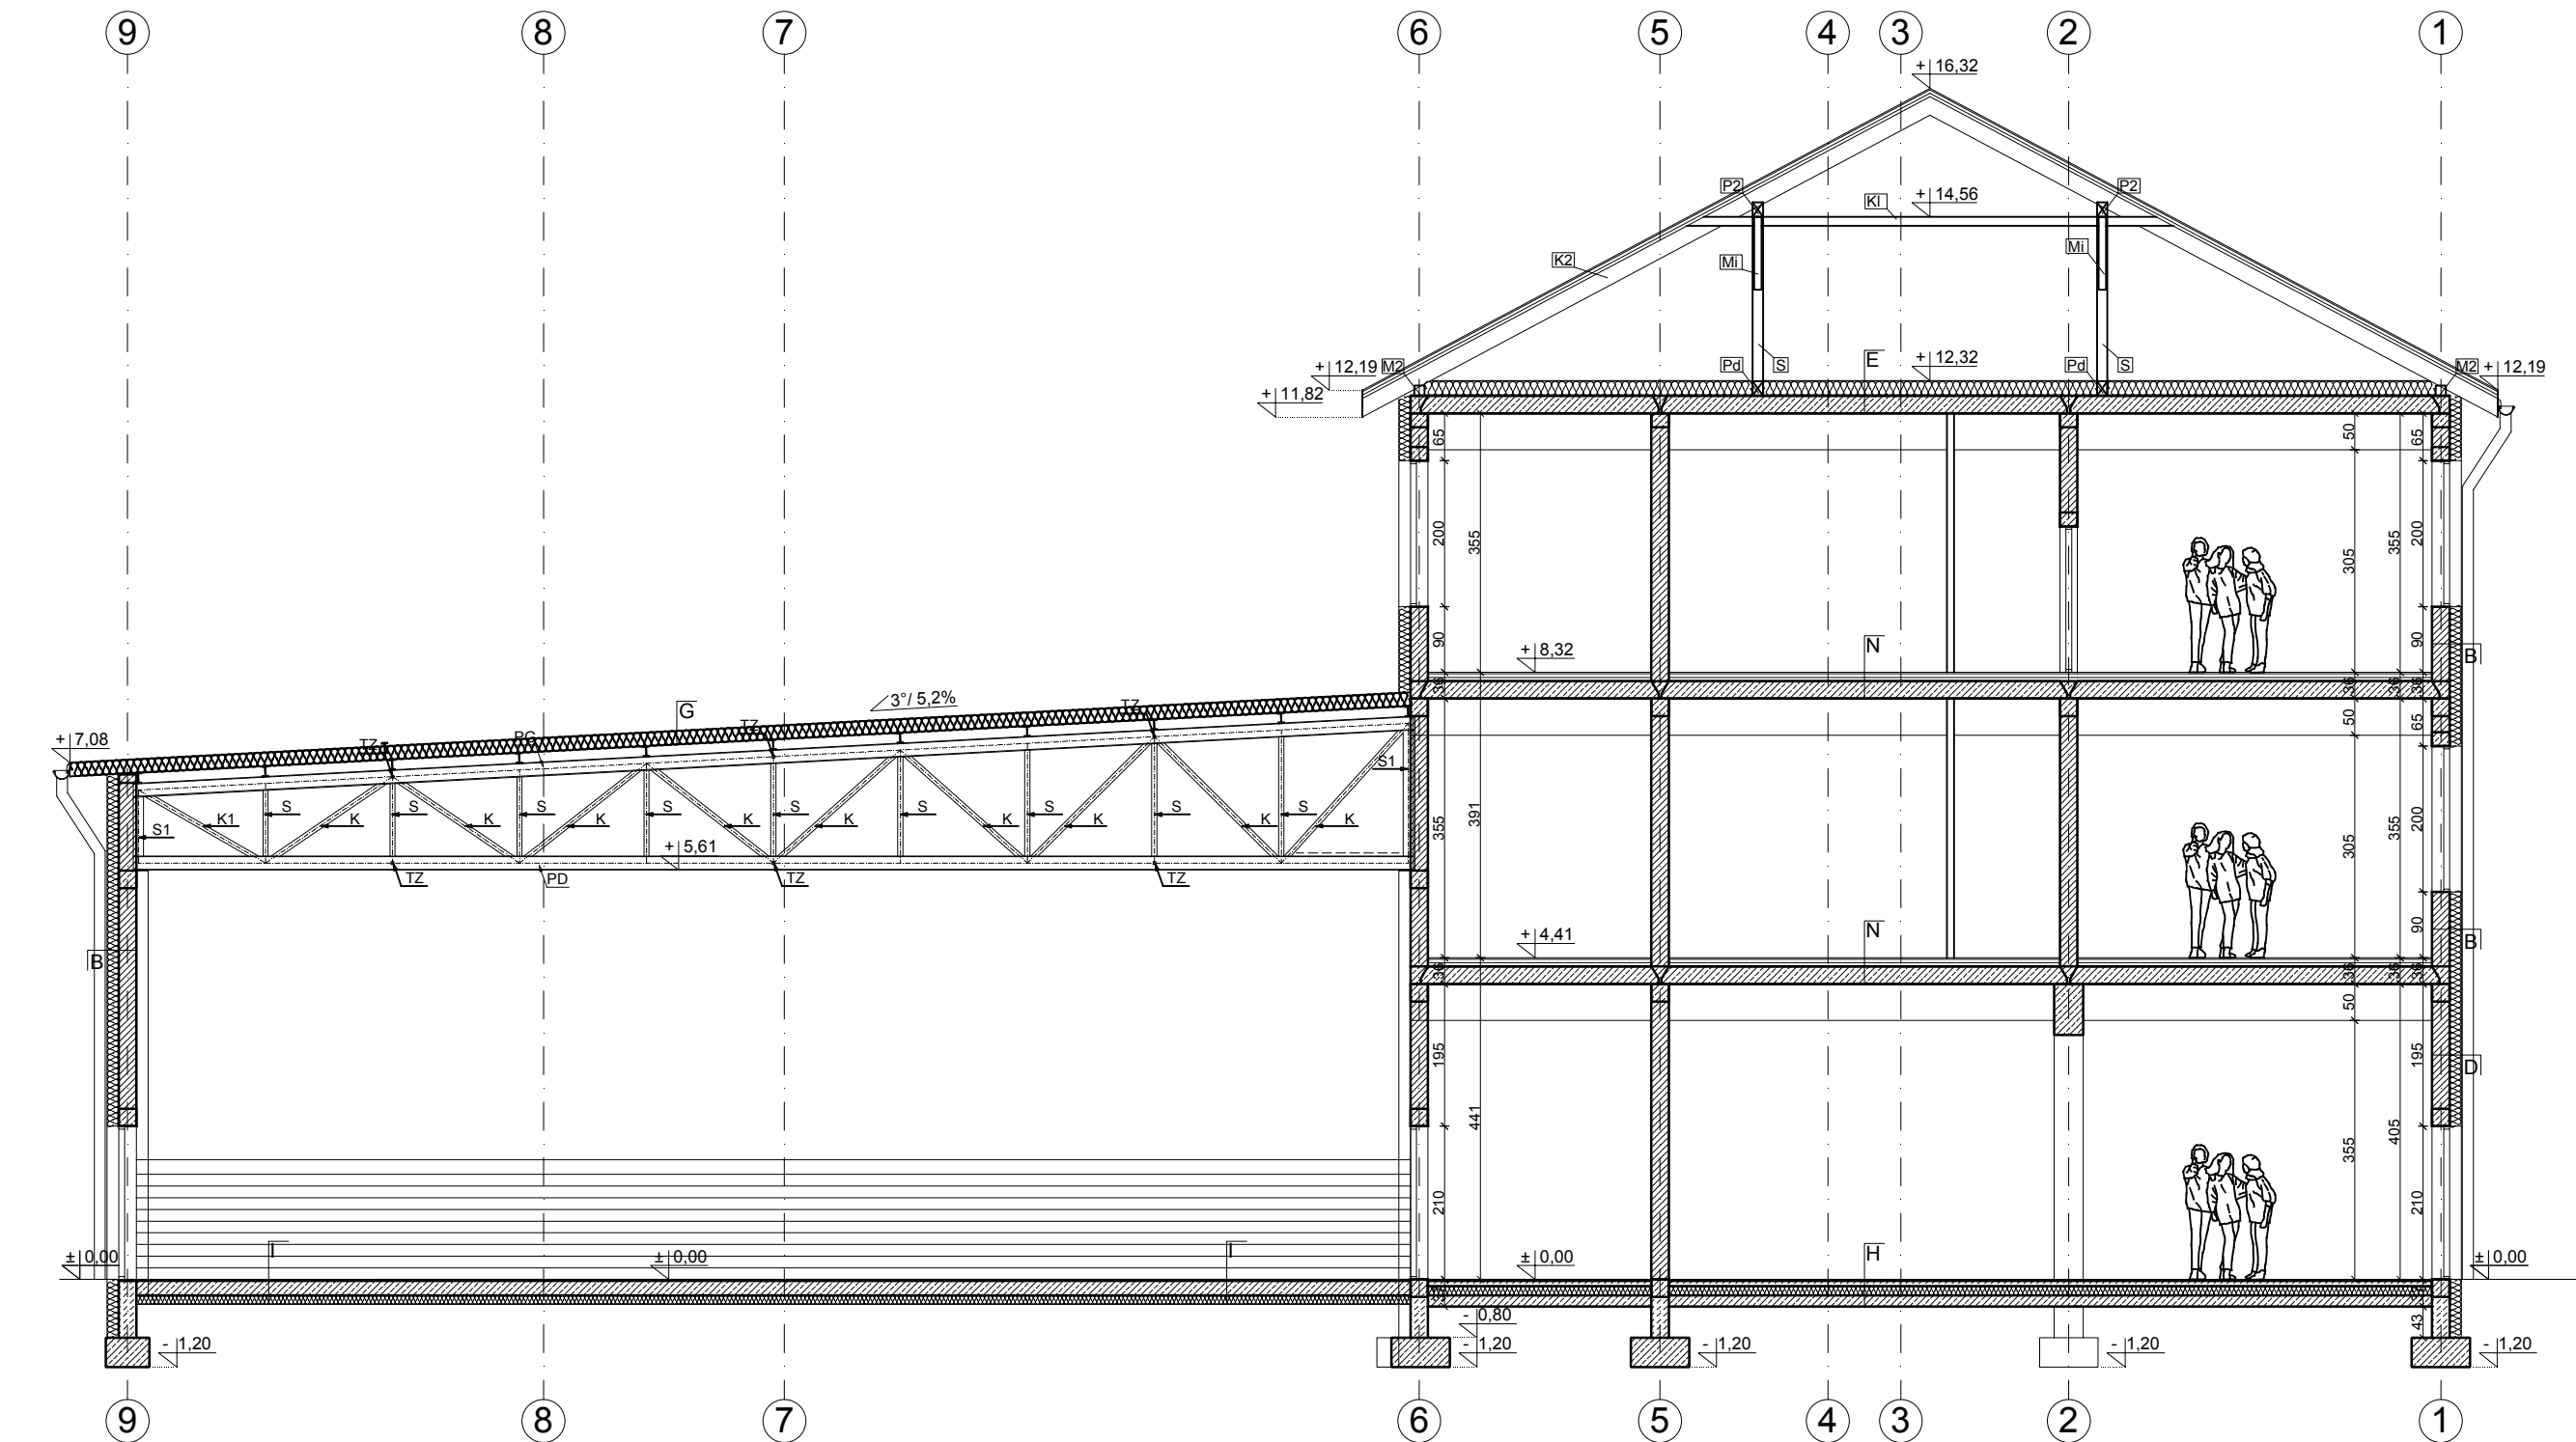 9 8 7 6 5 4 3 2 1
+ 16,32
P2 P2
Kl + 14,56
K2 Mi Mi
+ 12,19 M2 Pd S E + 12,32 Pd S M2 + 12,19
+ 11,82
65 50 65
200 355 305 355 200
90 + 8,32 N 90 B
36 36 36 36
3°/ 5,2%
G TZ
+ 7,08 TZ PG TZ 50 65
S1
S1 K1 S K S K S K S K S K S K S K S K S K
355 391 305 355 200
+ 5,61
TZ PD TZ TZ
B + 4,41 N 90 B
36 36 36 36
50
195 195 D
441 355 405
210 210
± 0,00 I ± 0,00 I ± 0,00 H ± 0,00
- 0,80 43
- 1,20 - 1,20 - 1,20 - 1,20 - 1,20
9 8 7 6 5 4 3 2 1